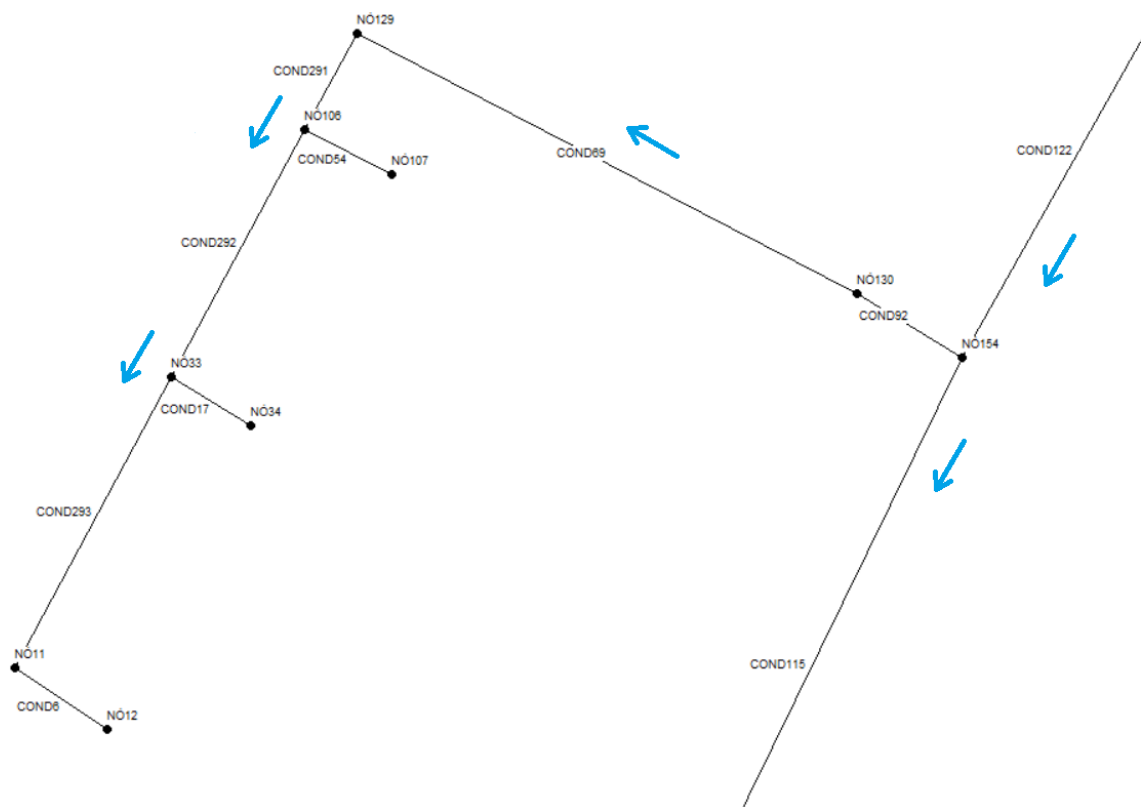 NÓ129
COND291
NÓ106
COND54
NÓ107
COND69
COND122
COND292
NÓ130
COND92
NÓ154
NÓ33
COND17
NÓ34
COND293
NÓ11
COND115
COND6
NÓ12